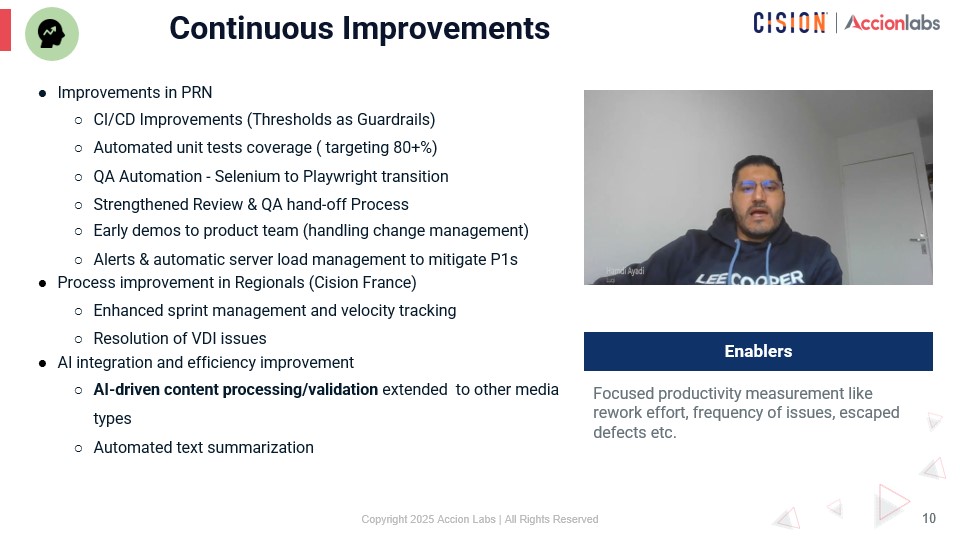 Continuous Improvements
CISION
Accionlabs
● Improvements in PRN
○ CI/CD Improvements (Thresholds as Guardrails)
○ Automated unit tests coverage ( targeting 80+%)
○ QA Automation - Selenium to Playwright transition
○ Strengthened Review & QA hand-off Process
○ Early demos to product team (handling change management)
○ Alerts & automatic server load management to mitigate P1s
● Process improvement in Regionals (Cision France)
○ Enhanced sprint management and velocity tracking
○ Resolution of VDI issues
● AI integration and efficiency improvement
○ AI-driven content processing/validation extended  to other media
types
○ Automated text summarization
Hamdi Ayadi
LEE COOPER
Enablers
Focused productivity measurement like
rework effort, frequency of issues, escaped
defects etc.
Copyright 2025 Accion Labs | All Rights Reserved
10